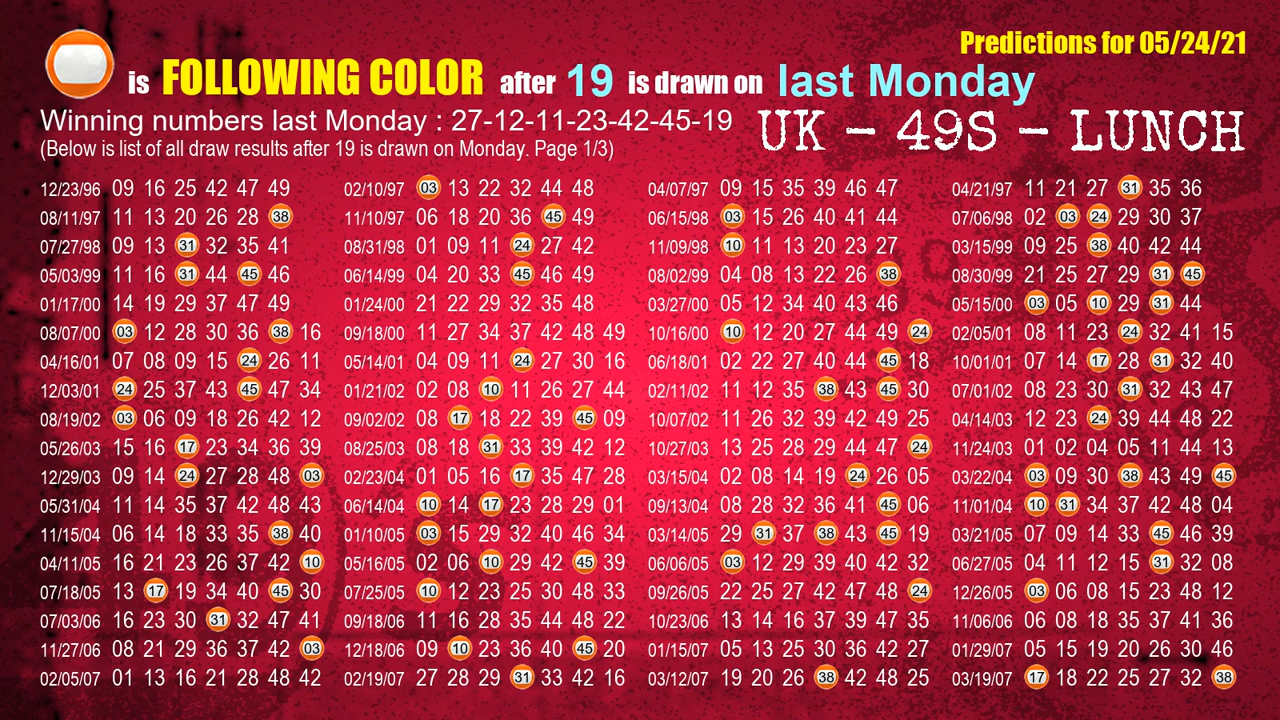 Predictions for 05/24/21
is FOLLOWING COLOR after 19 is drawn on last Monday
Winning numbers last Monday : 27-12-11-23-42-45-19
UK - 49S - LUNCH
(Below is list of all draw results after 19 is drawn on Monday. Page 1/3)
12/23/96 09 16 25 42 47 49 02/10/97 03 13 22 32 44 48 04/07/97 09 15 35 39 46 47 04/21/97 11 21 27 31 35 36
08/11/97 11 13 20 26 28 38 11/10/97 06 18 20 36 45 49 06/15/98 03 15 26 40 41 44 07/06/98 02 03 24 29 30 37
07/27/98 09 13 31 32 35 41 08/31/98 01 09 11 24 27 42 11/09/98 10 11 13 20 23 27 03/15/99 09 25 38 40 42 44
05/03/99 11 16 31 44 45 46 06/14/99 04 20 33 45 46 49 08/02/99 04 08 13 22 26 38 08/30/99 21 25 27 29 31 45
01/17/00 14 19 29 37 47 49 01/24/00 21 22 29 32 35 48 03/27/00 05 12 34 40 43 46 05/15/00 03 05 10 29 31 44
08/07/00 03 12 28 30 36 38 16 09/18/00 11 27 34 37 42 48 49 10/16/00 10 12 20 27 44 49 24 02/05/01 08 11 23 24 32 41 15
04/16/01 07 08 09 15 24 26 11 05/14/01 04 09 11 24 27 30 16 06/18/01 02 22 27 40 44 45 18 10/01/01 07 14 17 28 31 32 40
12/03/01 24 25 37 43 45 47 34 01/21/02 02 08 10 11 26 27 44 02/11/02 11 12 35 38 43 45 30 07/01/02 08 23 30 31 32 43 47
08/19/02 03 06 09 18 26 42 12 09/02/02 08 17 18 22 39 45 09 10/07/02 11 26 32 39 42 49 25 04/14/03 12 23 24 39 44 48 22
05/26/03 15 16 17 23 34 36 39 08/25/03 08 18 31 33 39 42 12 10/27/03 13 25 28 29 44 47 24 11/24/03 01 02 04 05 11 44 13
12/29/03 09 14 24 27 28 48 03 02/23/04 01 05 16 17 35 47 28 03/15/04 02 08 14 19 24 26 05 03/22/04 03 09 30 38 43 49 45
05/31/04 11 14 35 37 42 48 43 06/14/04 10 14 17 23 28 29 01 09/13/04 08 28 32 36 41 45 06 11/01/04 10 31 34 37 42 48 04
11/15/04 06 14 18 33 35 38 40 01/10/05 03 15 29 32 40 46 34 03/14/05 29 31 37 38 43 45 19 03/21/05 07 09 14 33 45 46 39
04/11/05 16 21 23 26 37 42 10 05/16/05 02 06 10 29 42 45 39 06/06/05 03 12 29 39 40 42 32 06/27/05 04 11 12 15 31 32 08
07/18/05 13 17 19 34 40 45 30 07/25/05 10 12 23 25 30 48 33 09/26/05 22 25 27 42 47 48 24 12/26/05 03 06 08 15 23 48 12
07/03/06 16 23 30 31 32 47 41 09/18/06 11 16 28 35 44 48 22 10/23/06 13 14 16 37 39 47 35 11/06/06 06 08 18 35 37 41 36
11/27/06 08 21 29 36 37 42 03 12/18/06 09 10 23 36 40 45 20 01/15/07 05 13 25 30 36 42 27 01/29/07 05 15 19 20 26 30 46
02/05/07 01 13 16 21 28 48 42 02/19/07 27 28 29 31 33 42 16 03/12/07 19 20 26 38 42 48 25 03/19/07 17 18 22 25 27 32 38